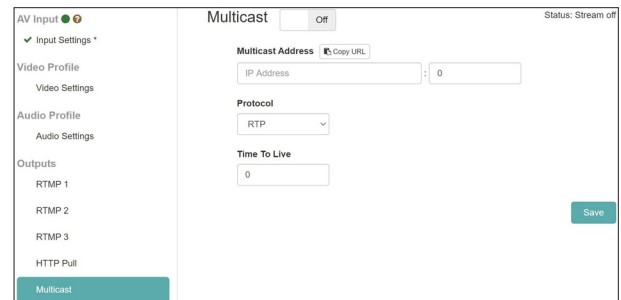 AV Input ?
Input Settings *
Video Profile
Video Settings
Audio Profile
Audio Settings
Outputs
RTMP 1
RTMP 2
RTMP 3
HTTP Pull
Multicast
Multicast Off
Status: Stream off
Multicast Address Copy URL
IP Address : 0
Protocol
RTP
Time To Live
0
Save